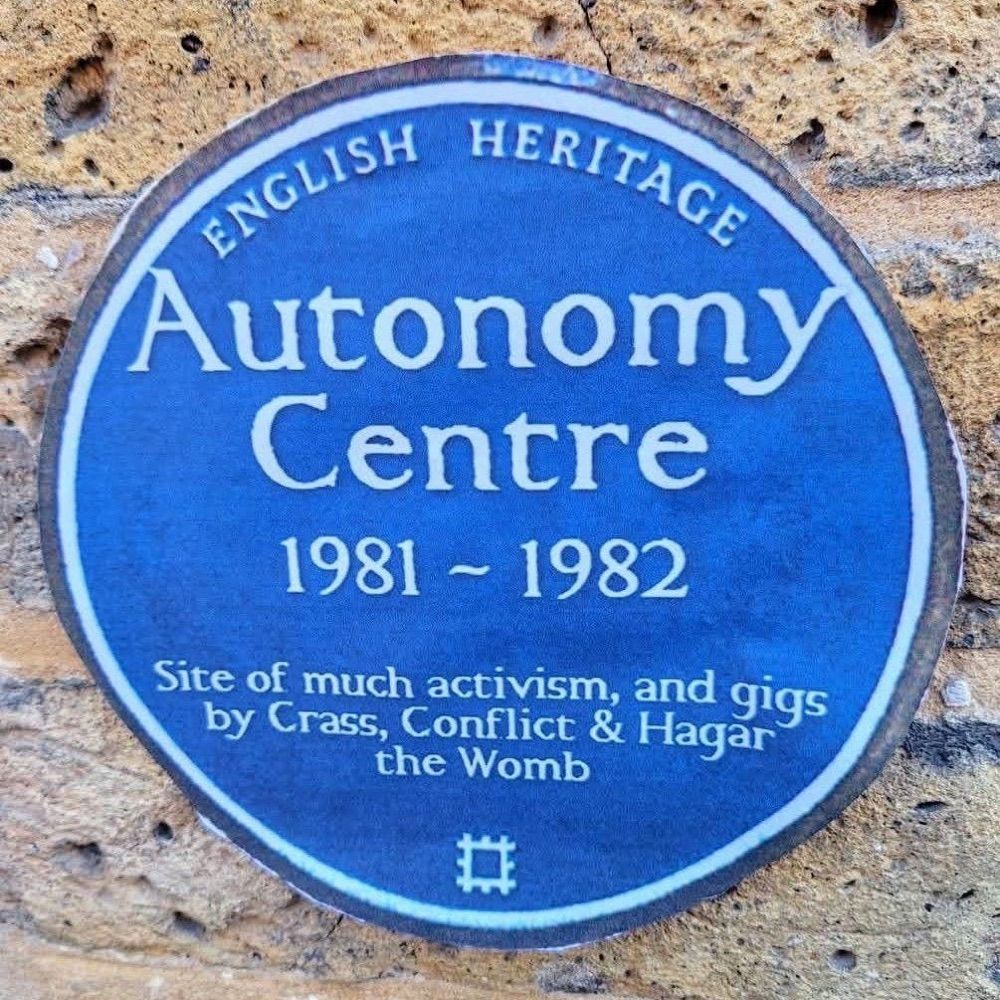 ENGLISH HERITAGE
Autonomy
Centre
1981 ~ 1982
Site of much activism, and gigs
by Crass, Conflict & Hagar
the Womb